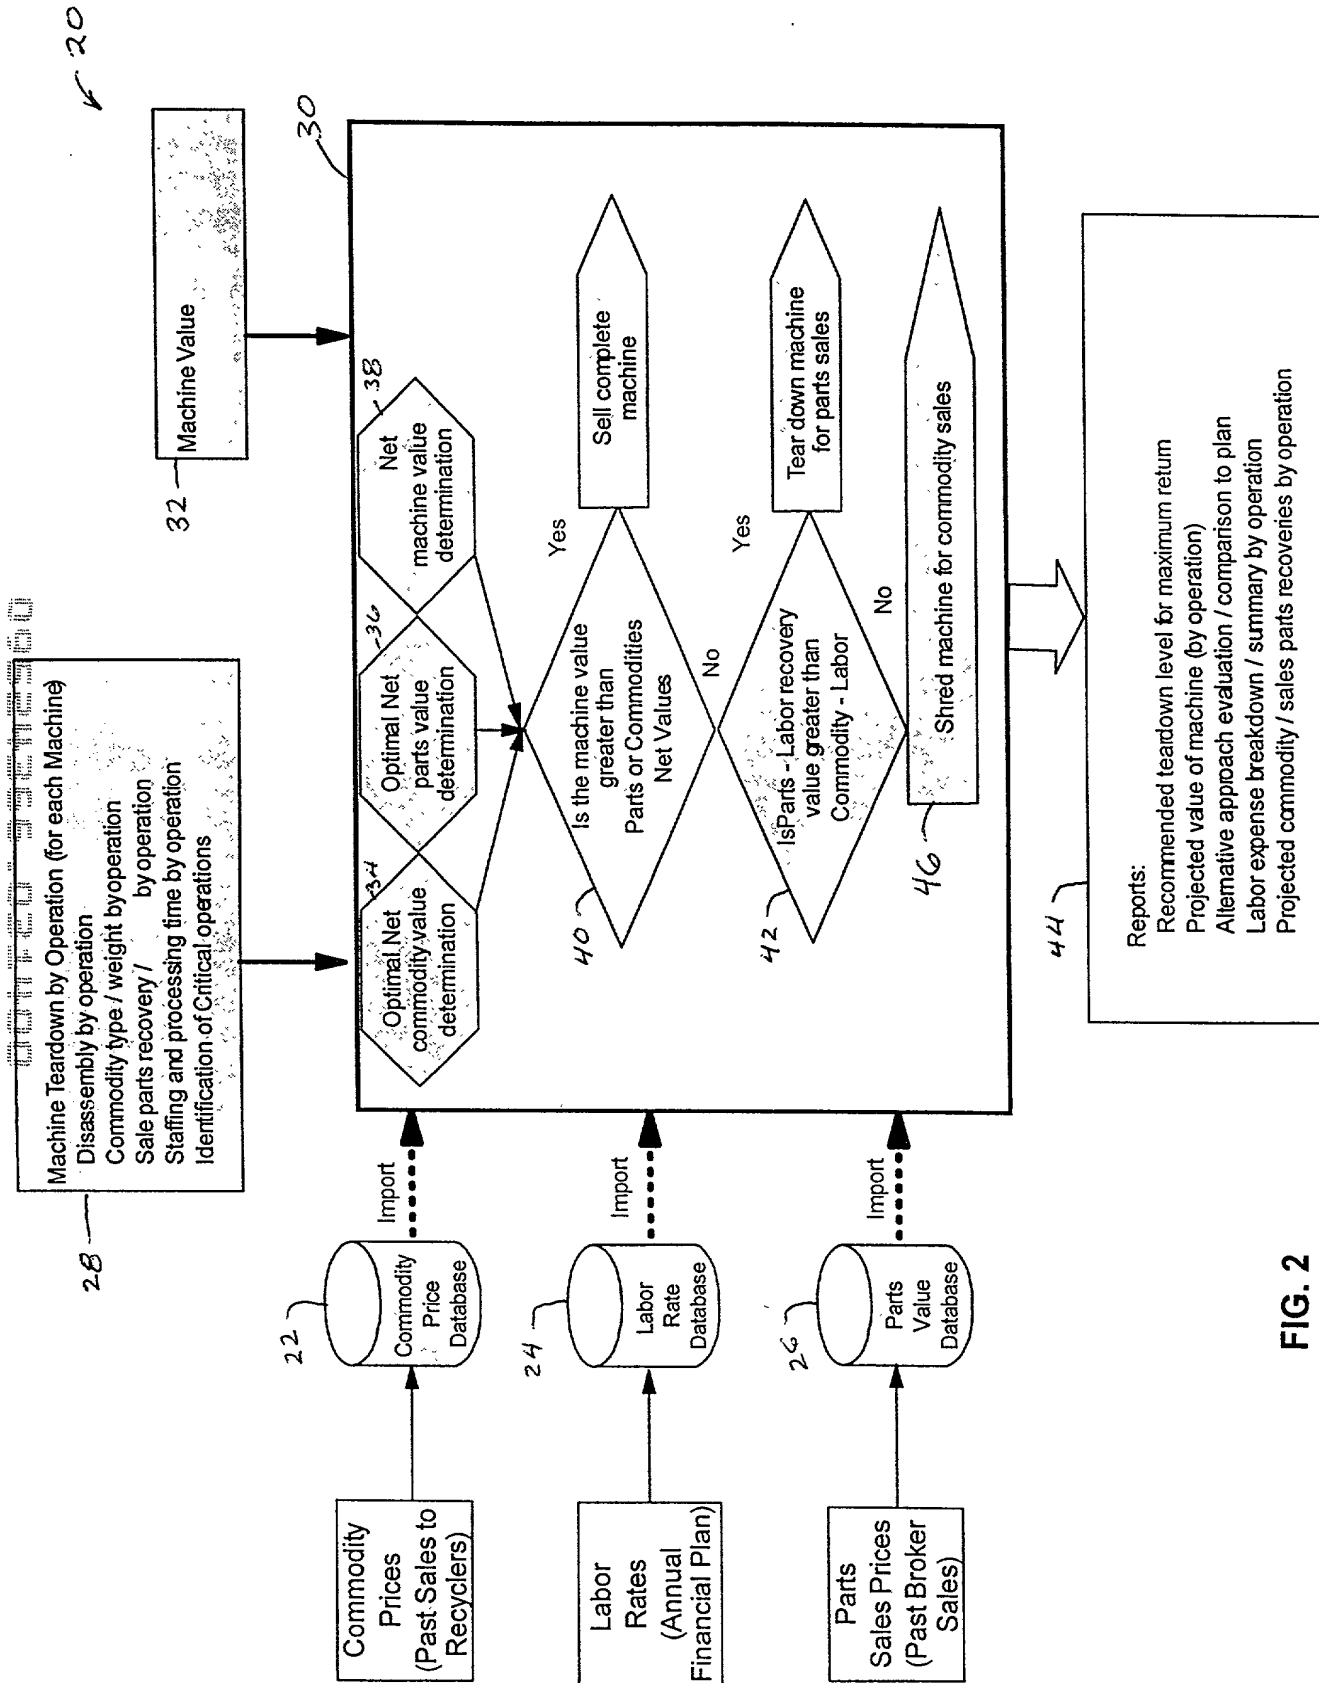 20
Machine Teardown by Operation (for each Machine)
Disassembly by operation
Commodity type / weight by operation
Sale parts recovery / by operation
Staffing and processing time by operation
Identification of Critical operations
28
Machine Value
32
30
Commodity
Prices
(Past Sales to
Recyclers)
22
Commodity
Price
Database
Import
Labor
Rates
(Annual
Financial Plan)
24
Labor
Rate
Database
Import
Parts
Sales Prices
(Past Broker
Sales)
26
Parts
Value
Database
Import
34
Optimal Net
commodity value
determination
36
Optimal Net
parts value
determination
38
Net
machine value
determination
40
Is the machine value
greater than
Parts or Commodities
Net Values
Yes
Sell complete
machine
No
42
IsParts - Labor recovery
value greater than
Commodity - Labor
Yes
Tear down machine
for parts sales
No
46
Shred machine for commodity sales
44
Reports:
Recommended teardown level for maximum return
Projected value of machine (by operation)
Alternative approach evaluation / comparison to plan
Labor expense breakdown / summary by operation
Projected commodity / sales parts recoveries by operation
FIG. 2